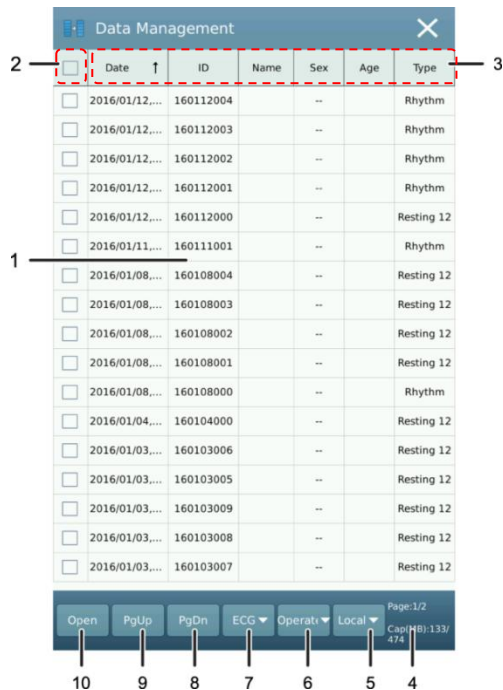 Data Management
2 Date ↑ ID Name Sex Age Type 3
2016/01/12,... 160112004 -- Rhythm
2016/01/12,... 160112003 -- Rhythm
2016/01/12,... 160112002 -- Rhythm
2016/01/12,... 160112001 -- Rhythm
2016/01/12,... 160112000 -- Resting 12
2016/01/11,... 160111001 -- Rhythm
1
2016/01/08,... 160108004 -- Resting 12
2016/01/08,... 160108003 -- Resting 12
2016/01/08,... 160108002 -- Resting 12
2016/01/08,... 160108001 -- Resting 12
2016/01/08,... 160108000 -- Rhythm
2016/01/04,... 160104000 -- Resting 12
2016/01/03,... 160103006 -- Resting 12
2016/01/03,... 160103005 -- Resting 12
2016/01/03,... 160103009 -- Resting 12
2016/01/03,... 160103008 -- Resting 12
2016/01/03,... 160103007 -- Resting 12
Open PgUp PgDn ECG Operat Local
Page:1/2
Cap(MB):133/
474
10 9 8 7 6 5 4